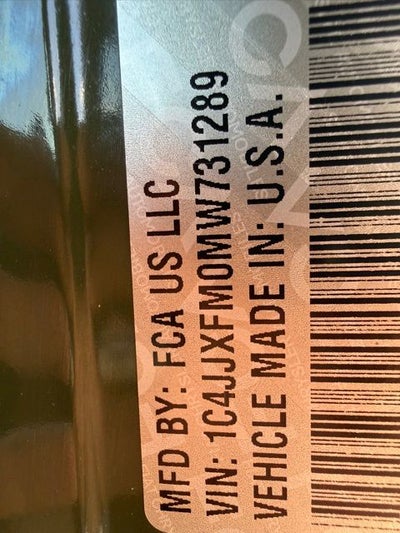 MFD BY: FCA US LLC
VIN: 1C4JJXFM0MW731289
VEHICLE MADE IN: U.S.A.